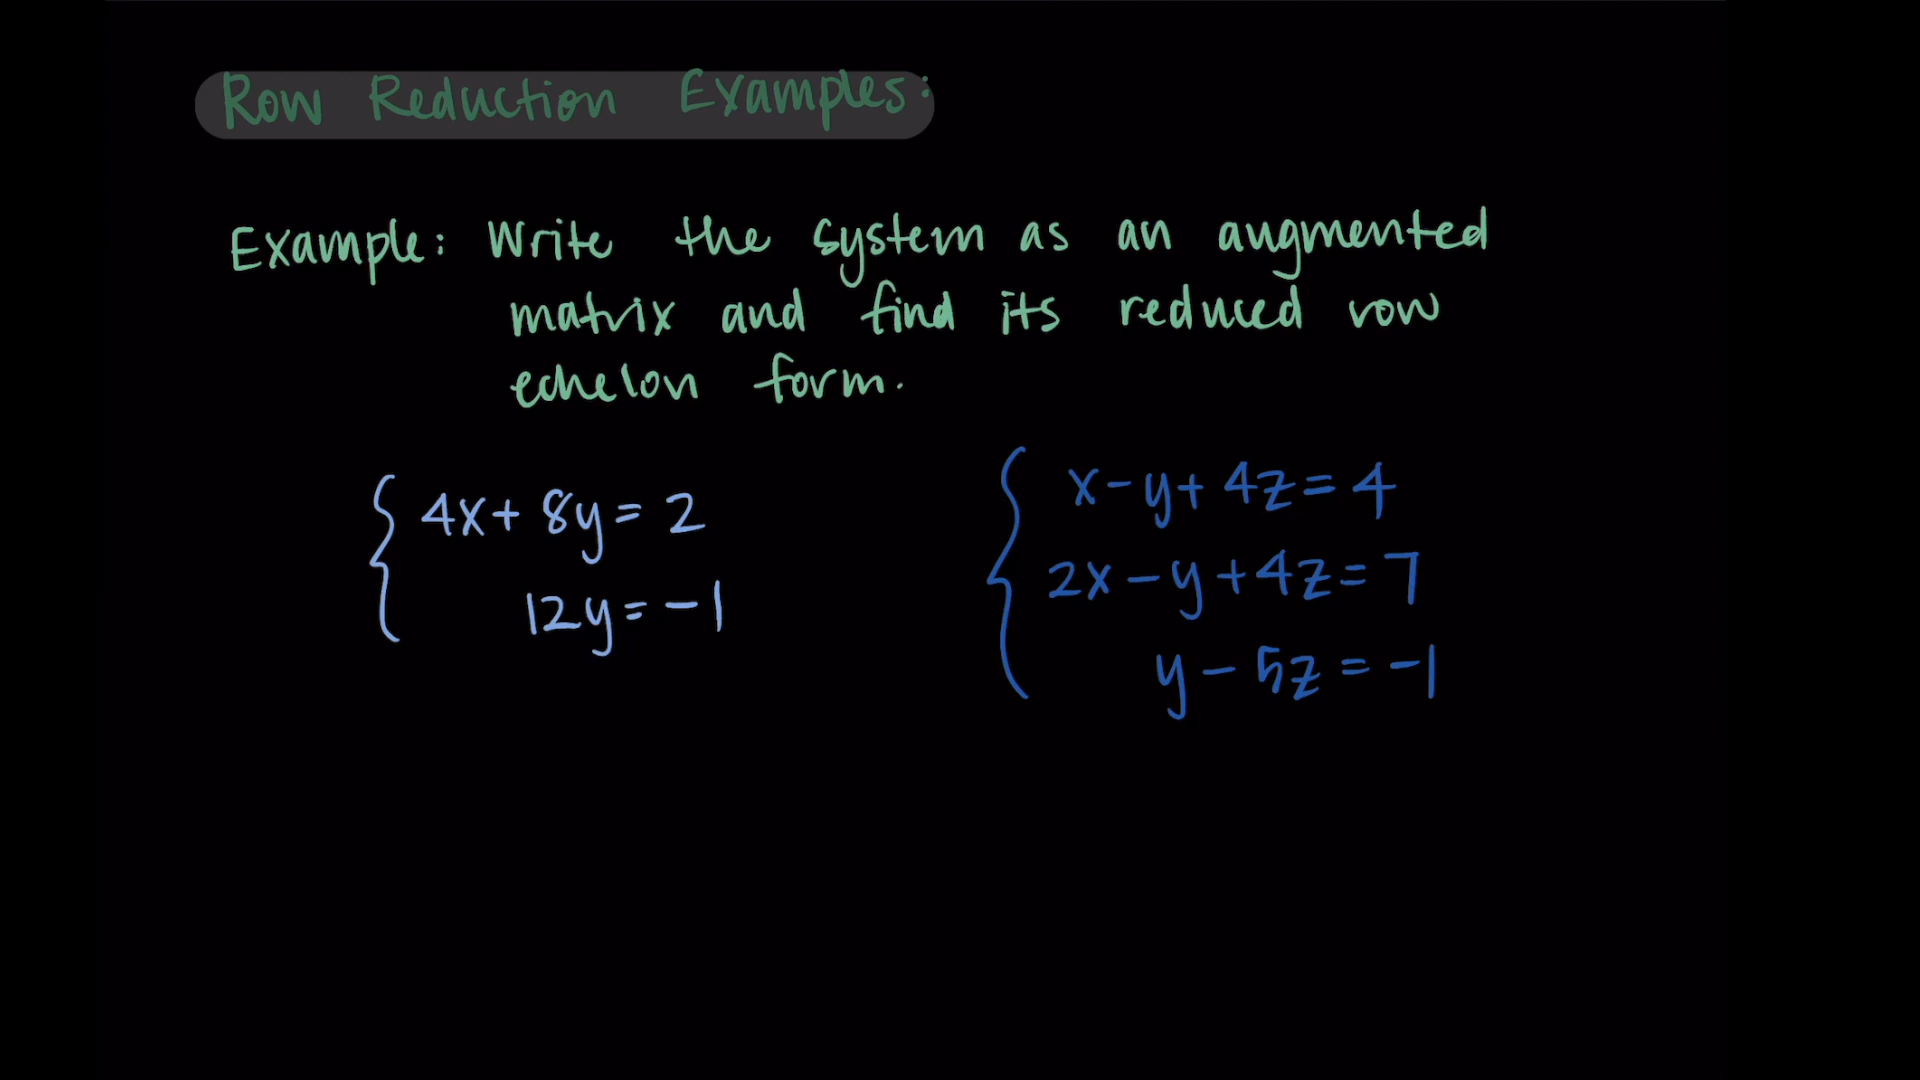 Row Reduction Examples:
Example: Write the system as an augmented
matrix and find its reduced row
echelon form.
4x + 8y = 2
12y = -1
x - y + 4z = 4
2x - y + 4z = 7
y - 5z = -1